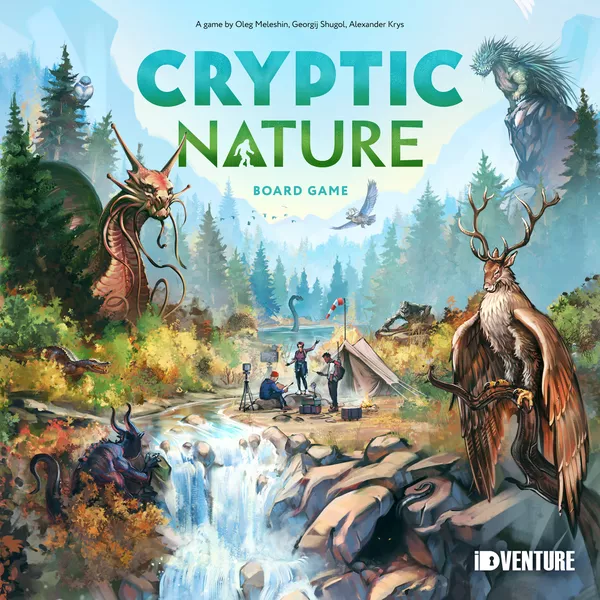 A game by Oleg Meleshin, Georgij Shugol, Alexander Krys
CRYPTIC
NATURE
BOARD GAME
iDVENTURE